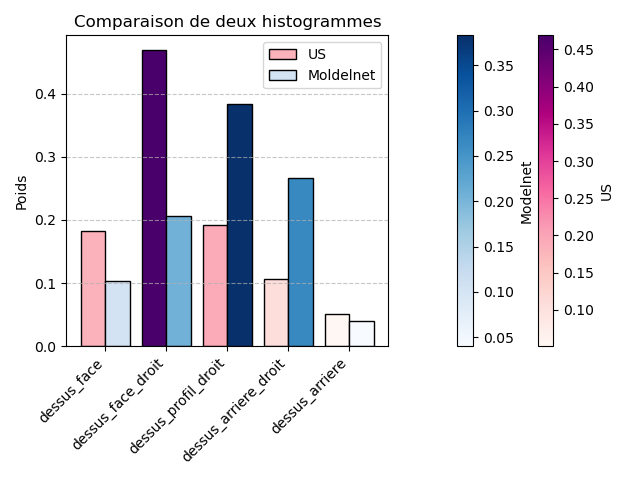 Comparaison de deux histogrammes
US
Moldelnet
Poids
0.4
0.3
0.2
0.1
0.0
dessus_face
dessus_face_droit
dessus_profil_droit
dessus_arriere_droit
dessus_arriere
0.35
0.30
0.25
0.20
0.15
0.10
0.05
Modelnet
0.45
0.40
0.35
0.30
0.25
0.20
0.15
0.10
US